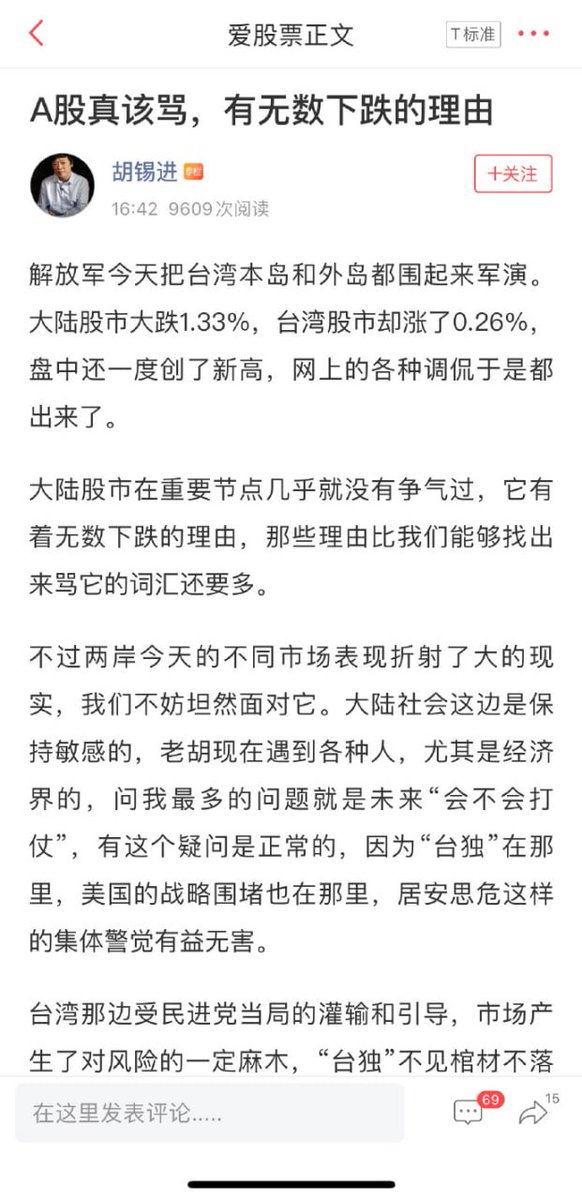 爱股票正文
T标准
A股真该骂，有无数下跌的理由
胡锡进 专栏
十关注
16:42 9609次阅读
解放军今天把台湾本岛和外岛都围起来军演。
大陆股市大跌1.33%，台湾股市却涨了0.26%，
盘中还一度创了新高，网上的各种调侃于是都
出来了。
大陆股市在重要节点几乎就没有争气过，它有
着无数下跌的理由，那些理由比我们能够找出
来骂它的词汇还要多。
不过两岸今天的不同市场表现折射了大的现
实，我们不妨坦然面对它。大陆社会这边是保
持敏感的，老胡现在遇到各种人，尤其是经济
界的，问我最多的问题就是未来“会不会打
仗”，有这个疑问是正常的，因为“台独”在那
里，美国的战略围堵也在那里，居安思危这样
的集体警觉有益无害。
台湾那边受民进党当局的灌输和引导，市场产
生了对风险的一定麻木，“台独”不见棺材不落
在这里发表评论.....
69
15